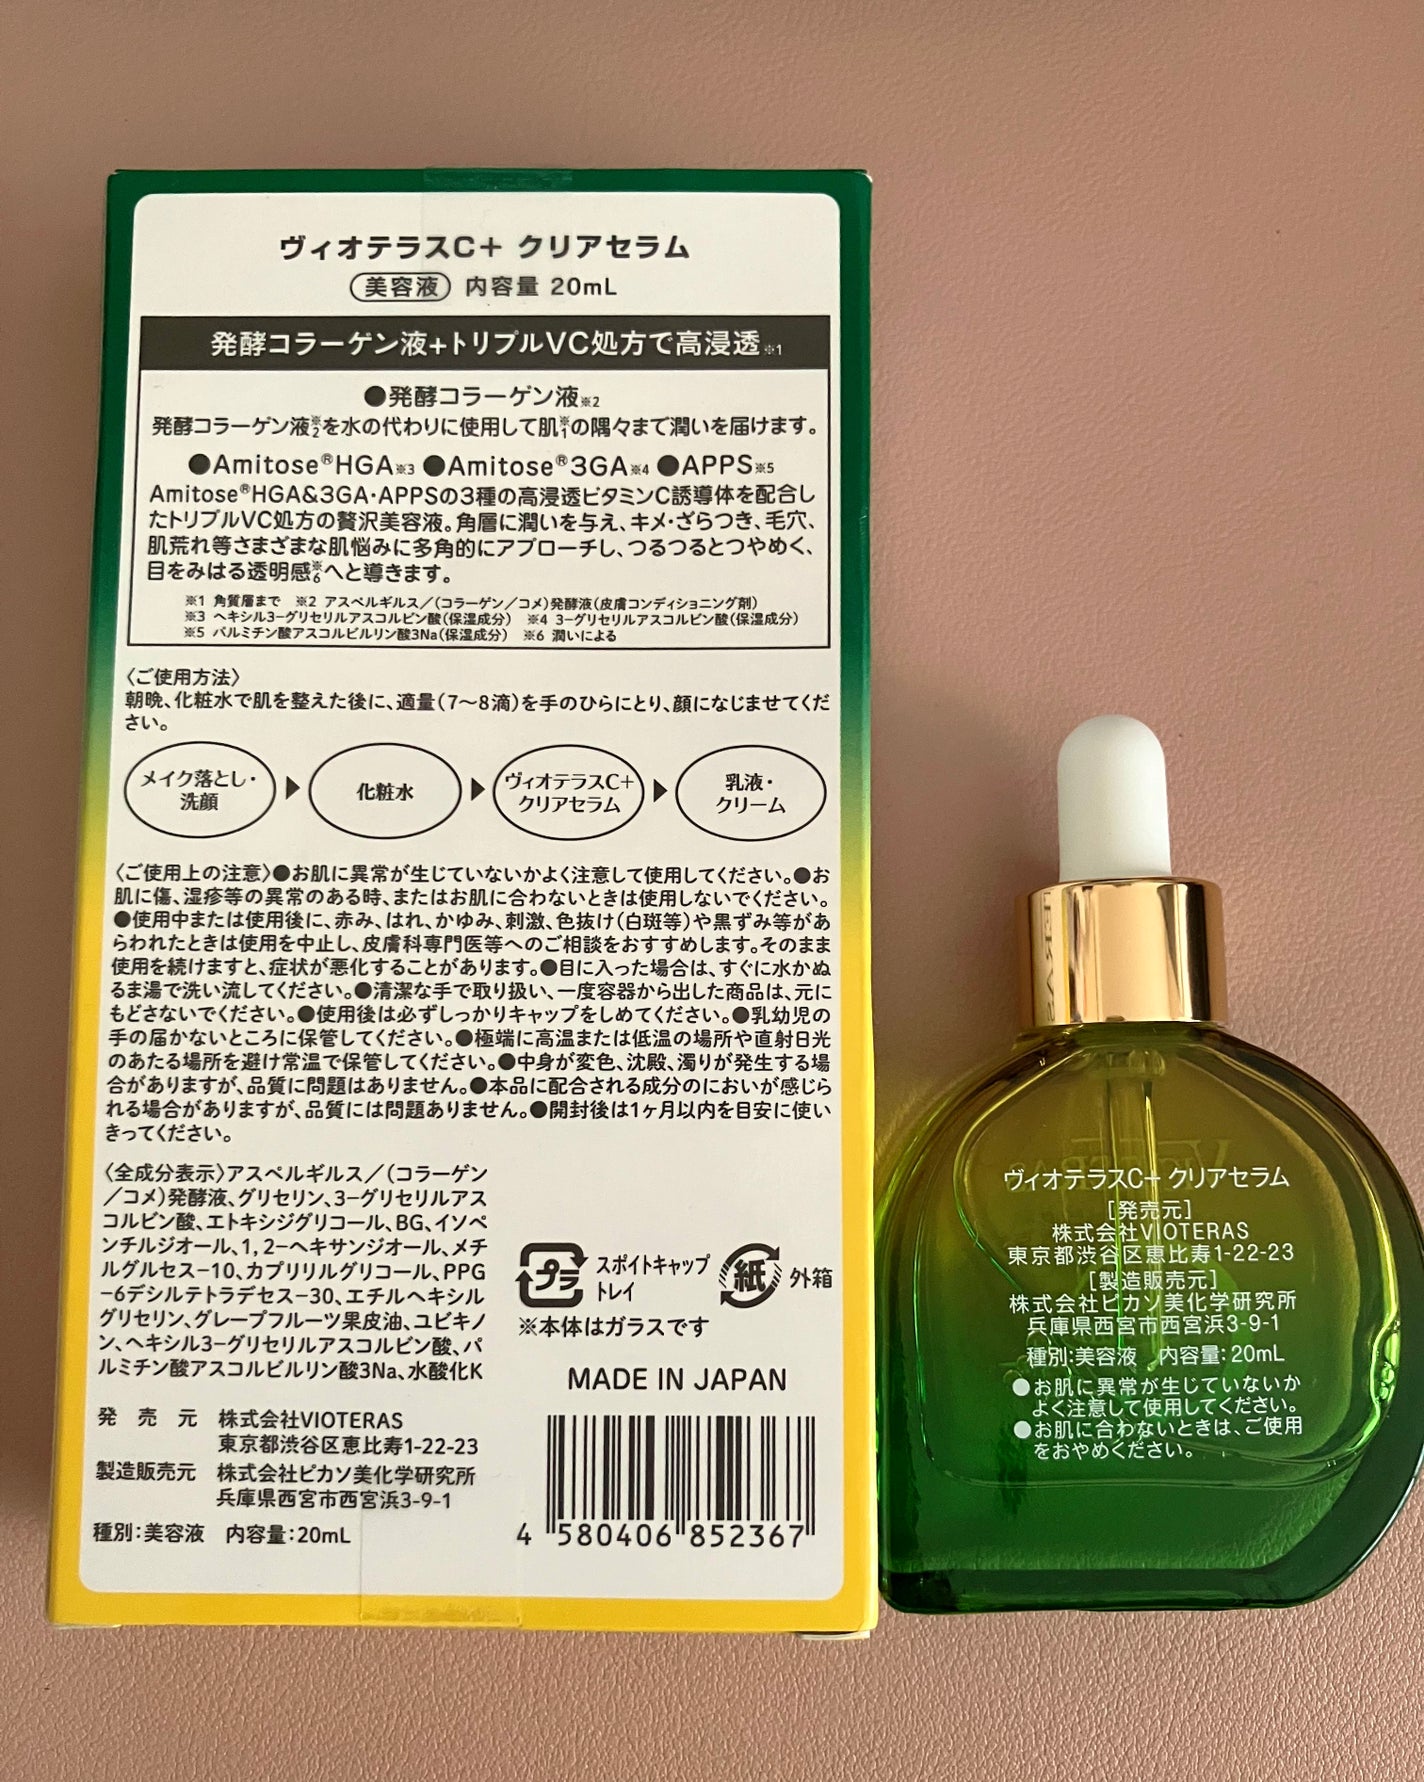 ヴィオテラスC+ クリアセラム
美容液 内容量 20mL
発酵コラーゲン液+トリプルVC処方で高浸透※1
●発酵コラーゲン液※2
発酵コラーゲン液※2を水の代わりに使用して肌※1の隅々まで潤いを届けます。
●Amitose®HGA※3 ●Amitose®3GA※4 ●APPS※5
Amitose®HGA&3GA・APPSの3種の高浸透ビタミンC誘導体を配合し
たトリプルVC処方の贅沢美容液。角層に潤いを与え、キメ・ざらつき、毛穴、
肌荒れ等さまざまな肌悩みに多角的にアプローチし、つるつるとつやめく、
目をみはる透明感※6へと導きます。
※1 角質層まで ※2 アスペルギルス/(コラーゲン/コメ)発酵液(皮膚コンディショニング剤)
※3 ヘキシル3-グリセリルアスコルビン酸(保湿成分) ※4 3-グリセリルアスコルビン酸(保湿成分)
※5 パルミチン酸アスコルビルリン酸3Na(保湿成分) ※6 潤いによる
〈ご使用方法〉
朝晩、化粧水で肌を整えた後に、適量(7〜8滴)を手のひらにとり、顔になじませてくだ
さい。
メイク落とし・
洗顔
化粧水
ヴィオテラスC+
クリアセラム
乳液・
クリーム
〈ご使用上の注意〉●お肌に異常が生じていないかよく注意して使用してください。●お
肌に傷、湿疹等の異常のある時、またはお肌に合わないときは使用しないでください。
●使用中または使用後に、赤み、はれ、かゆみ、刺激、色抜け(白斑等)や黒ずみ等があ
らわれたときは使用を中止し、皮膚科専門医等へのご相談をおすすめします。そのまま
使用を続けますと、症状が悪化することがあります。●目に入った場合は、すぐに水かぬ
るま湯で洗い流してください。●清潔な手で取り扱い、一度容器から出した商品は、元に
もどさないでください。●使用後は必ずしっかりキャップをしめてください。●乳幼児の
手の届かないところに保管してください。●極端に高温または低温の場所や直射日光
のあたる場所を避け常温で保管してください。●中身が変色、沈殿、濁りが発生する場
合がありますが、品質に問題はありません。●本品に配合される成分のにおいが感じら
れる場合がありますが、品質には問題ありません。●開封後は1ヶ月以内を目安に使い
きってください。
〈全成分表示〉アスペルギルス/(コラーゲン
/コメ)発酵液、グリセリン、3-グリセリルアス
コルビン酸、エトキシジグリコール、BG、イソペ
ンチルジオール、1,2-ヘキサンジオール、メチ
ルグルセス-10、カプリリルグリコール、PPG
-6デシルテトラデセス-30、エチルヘキシル
グリセリン、グレープフルーツ果皮油、ユビキノ
ン、ヘキシル3-グリセリルアスコルビン酸、パ
ルミチン酸アスコルビルリン酸3Na、水酸化K
プラ
スポイトキャップ
トレイ
紙
外箱
※本体はガラスです
MADE IN JAPAN
発売元 株式会社VIOTERAS
東京都渋谷区恵比寿1-22-23
製造販売元 株式会社ピカソ美化学研究所
兵庫県西宮市西宮浜3-9-1
種別:美容液 内容量:20mL
4 580406 852367
ヴィオテラスC+ クリアセラム
[発売元]
株式会社VIOTERAS
東京都渋谷区恵比寿1-22-23
[製造販売元]
株式会社ピカソ美化学研究所
兵庫県西宮市西宮浜3-9-1
種別:美容液 内容量:20mL
●お肌に異常が生じていないか
よく注意して使用してください。
●お肌に合わないときは、ご使用
をおやめください。